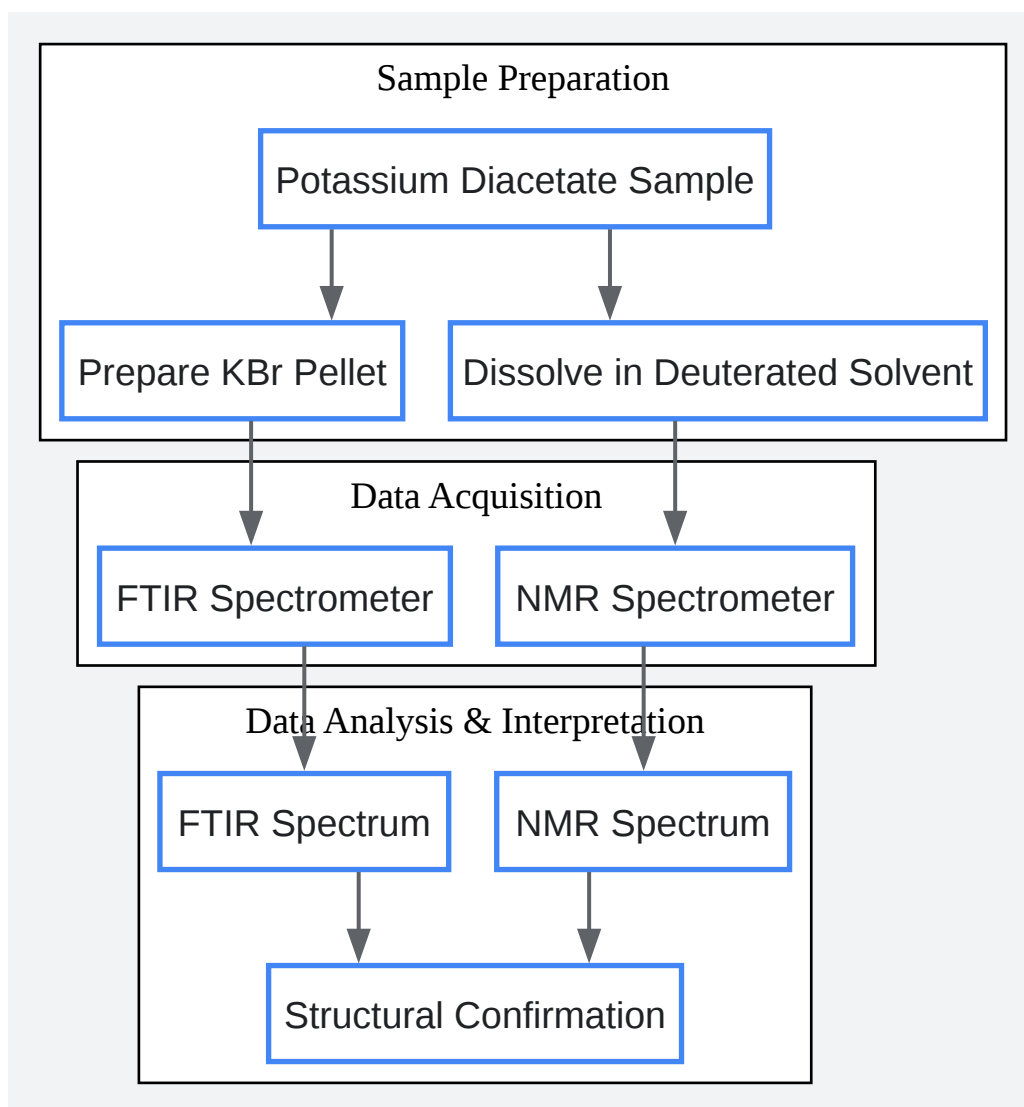 Sample Preparation
Potassium Diacetate Sample
Prepare KBr Pellet
Dissolve in Deuterated Solvent
Data Acquisition
FTIR Spectrometer
NMR Spectrometer
Data Analysis & Interpretation
FTIR Spectrum
NMR Spectrum
Structural Confirmation